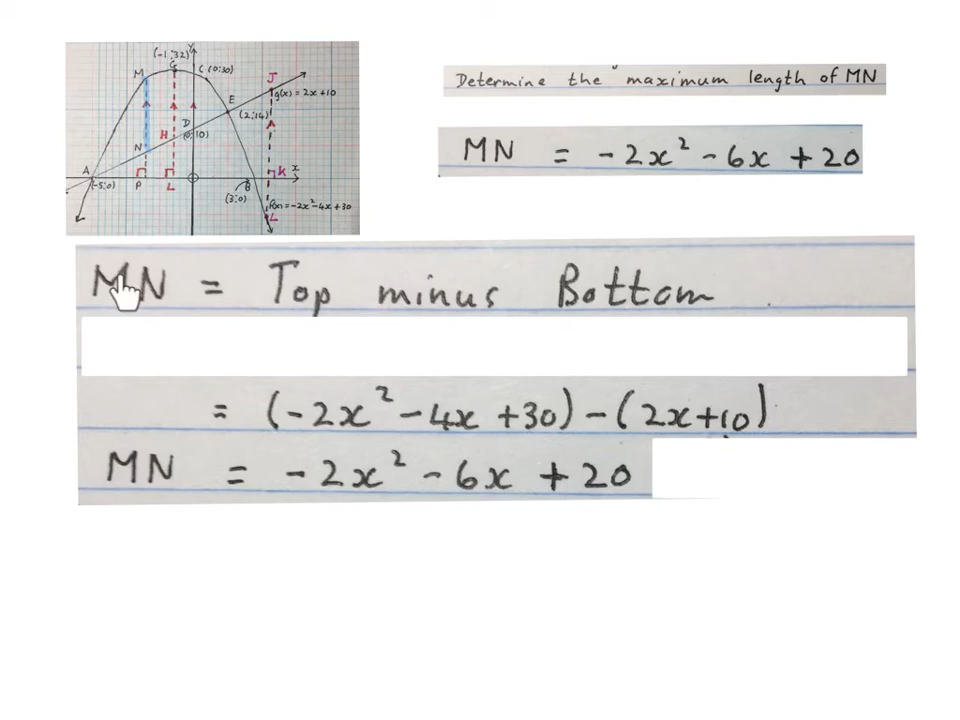 (-1;32) y
M G C (0;30)
J
g(x) = 2x+10
E
(2;14)
D
H (0;10)
N
A K x
(-5;0) P L B
(3;0) f(x) = -2x²-4x+30
L
Determine the maximum length of MN
MN = -2x² - 6x + 20
MN = Top minus Bottom
= (-2x² - 4x + 30) - (2x + 10)
MN = -2x² - 6x + 20